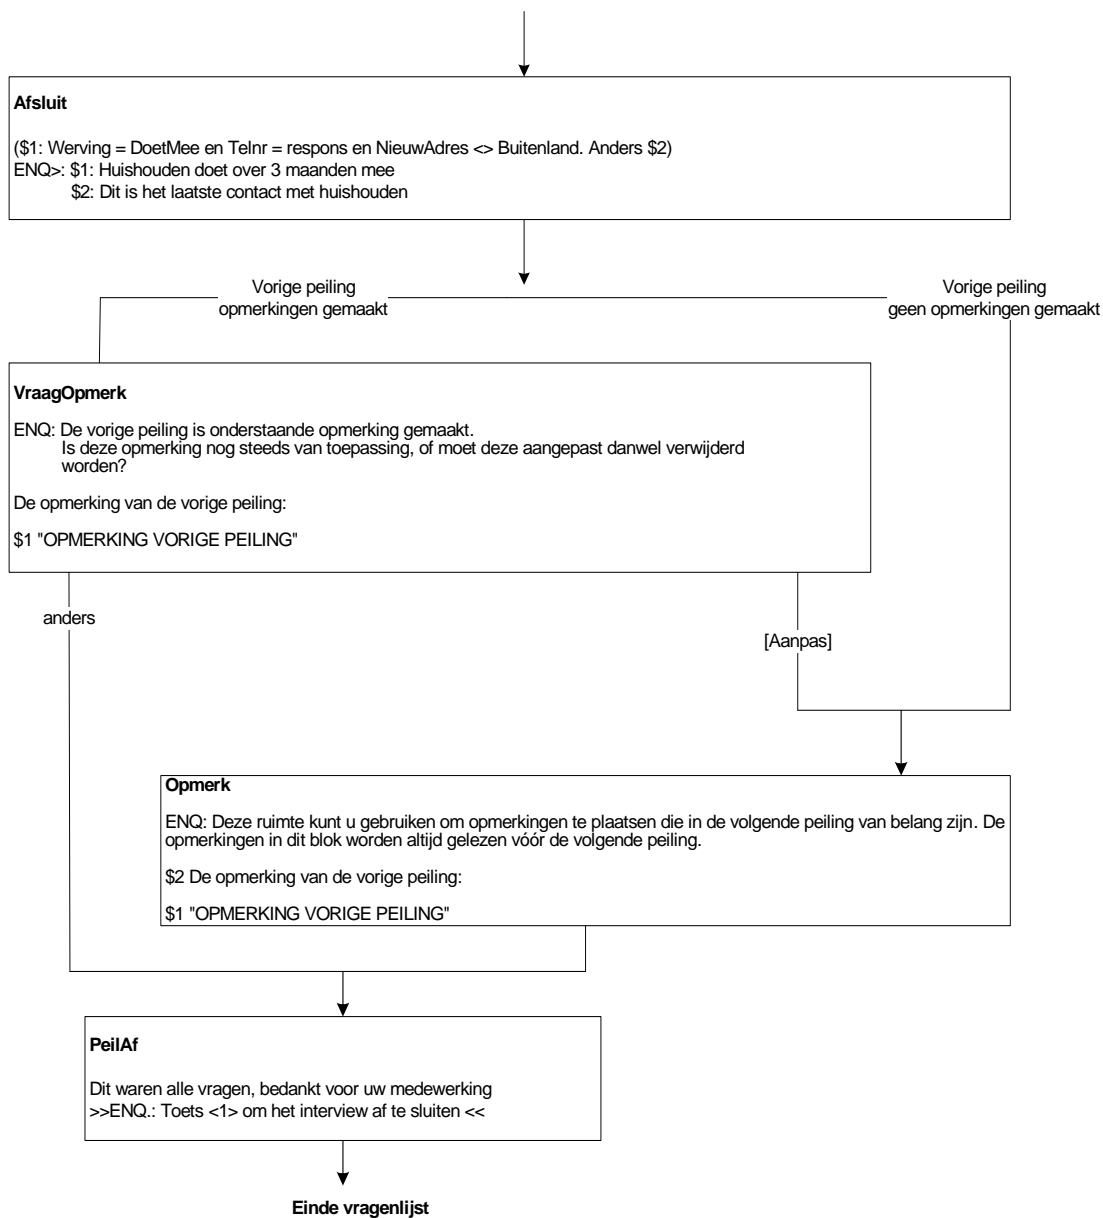 Afsluit
($1: Werving = DoetMee en Telnr = respons en NieuwAdres <> Buitenland. Anders $2)
ENQ>: $1: Huishouden doet over 3 maanden mee
$2: Dit is het laatste contact met huishouden
Vorige peiling
opmerkingen gemaakt
Vorige peiling
geen opmerkingen gemaakt
VraagOpmerk
ENQ: De vorige peiling is onderstaande opmerking gemaakt.
Is deze opmerking nog steeds van toepassing, of moet deze aangepast danwel verwijderd
worden?
De opmerking van de vorige peiling:
$1 "OPMERKING VORIGE PEILING"
anders
[Aanpas]
Opmerk
ENQ: Deze ruimte kunt u gebruiken om opmerkingen te plaatsen die in de volgende peiling van belang zijn. De
opmerkingen in dit blok worden altijd gelezen vóór de volgende peiling.
$2 De opmerking van de vorige peiling:
$1 "OPMERKING VORIGE PEILING"
PeilAf
Dit waren alle vragen, bedankt voor uw medewerking
>>ENQ.: Toets <1> om het interview af te sluiten <<
Einde vragenlijst